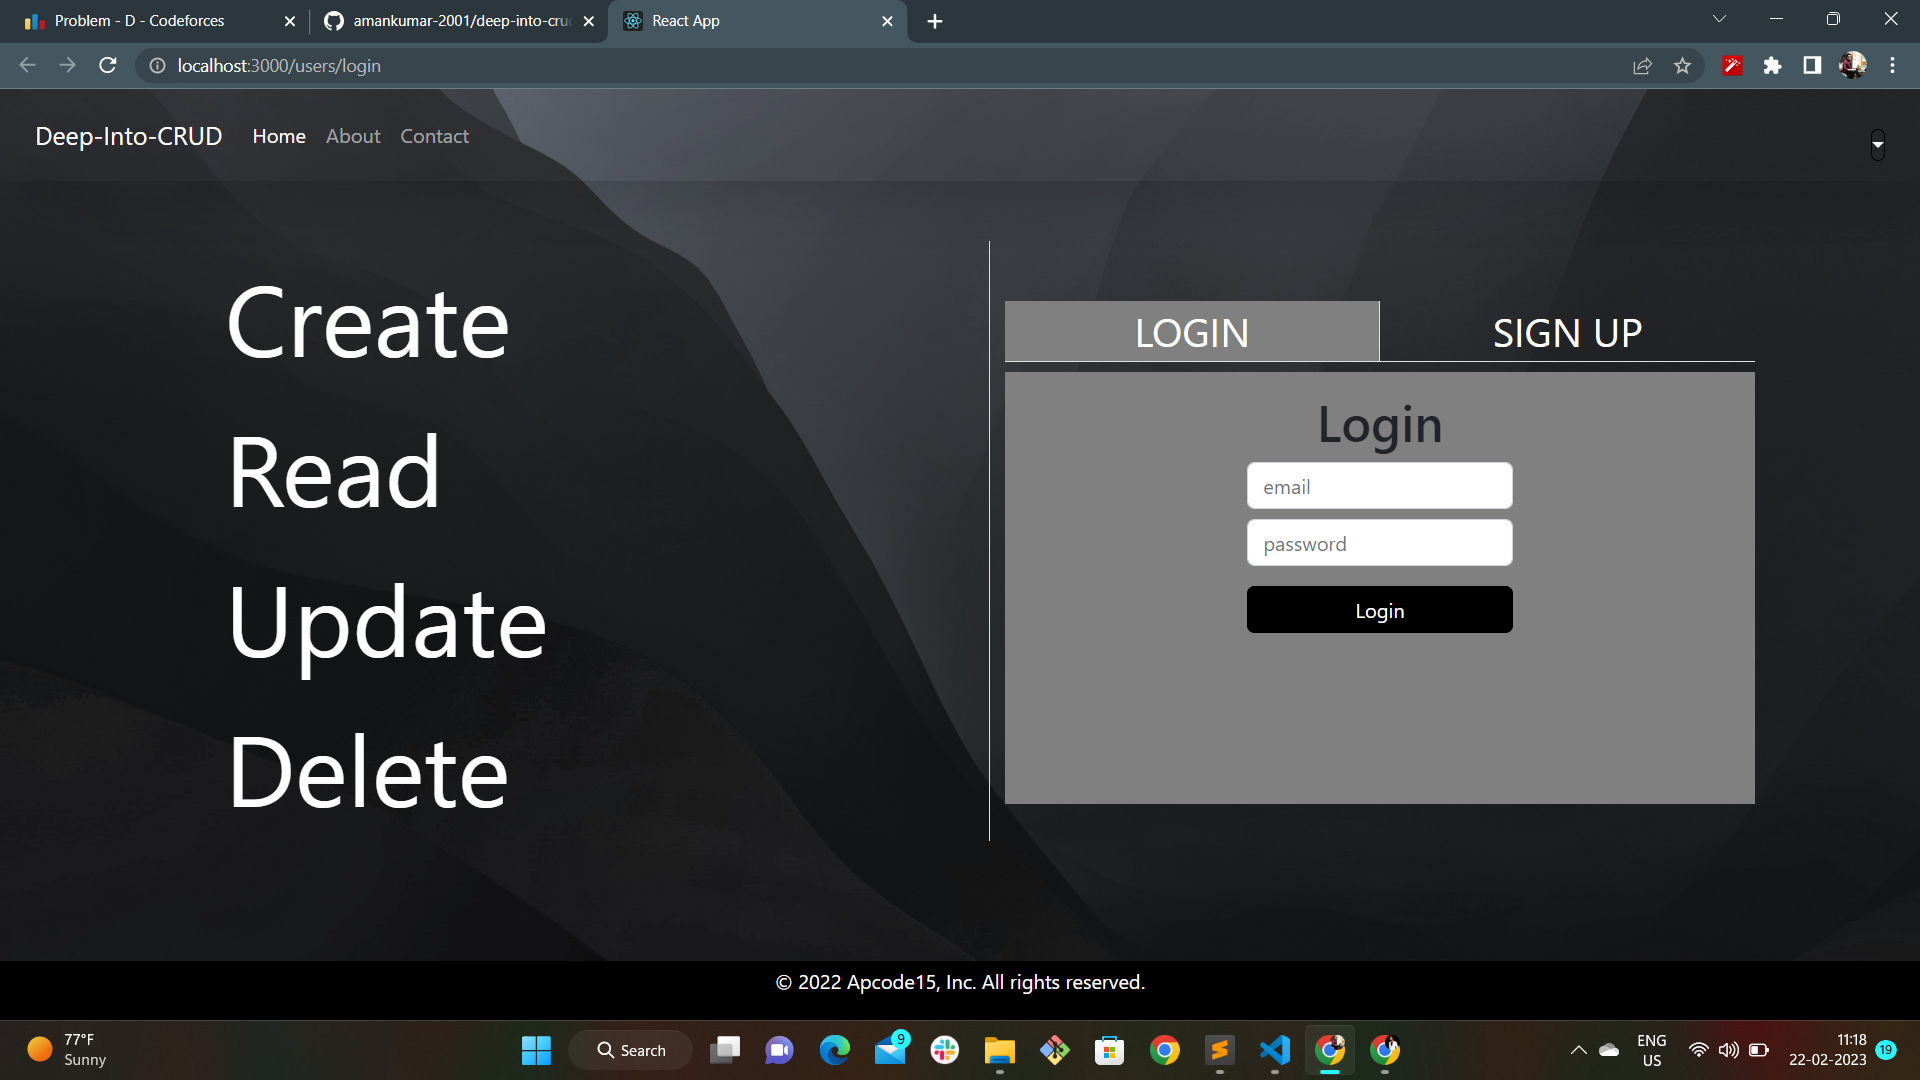 Problem - D - Codeforces
amankumar-2001/deep-into-cru
React App
localhost:3000/users/login
Deep-Into-CRUD
Home
About
Contact
Create
Read
Update
Delete
LOGIN
SIGN UP
Login
email
password
Login
© 2022 Apcode15, Inc. All rights reserved.
77°F
Sunny
Search
9
ENG
US
11:18
22-02-2023
19